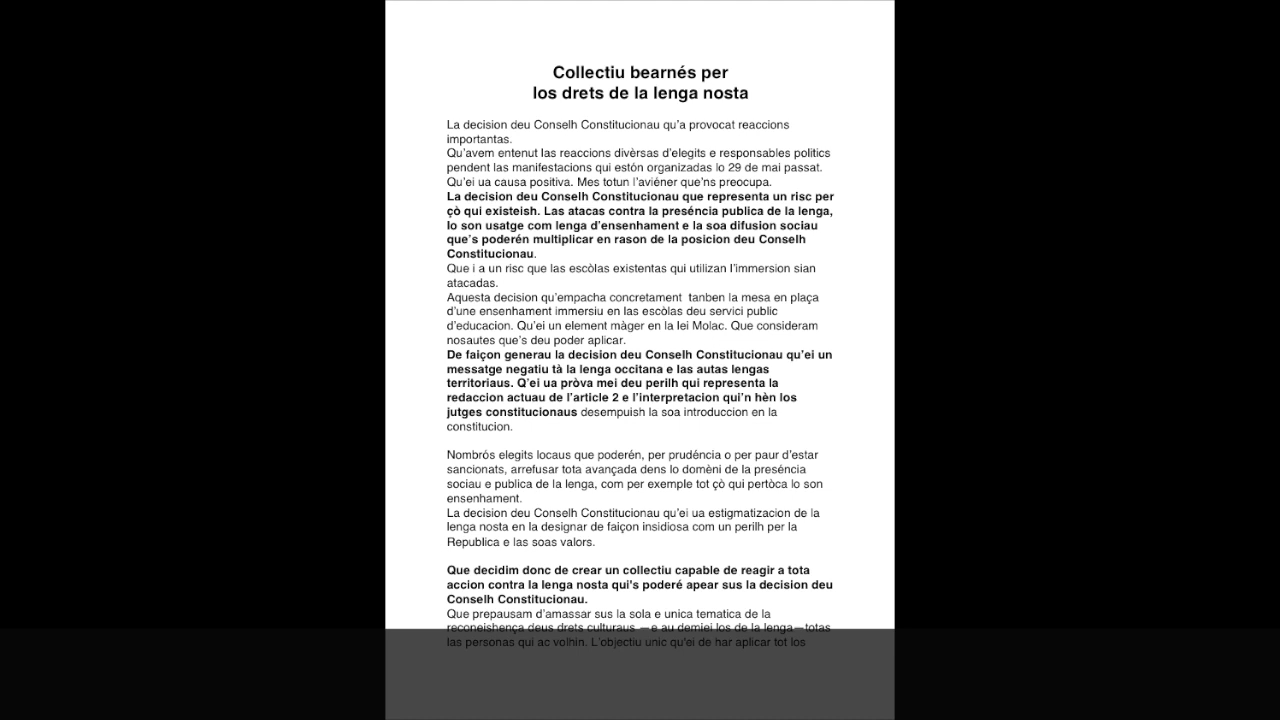 Collectiu bearnés per
los drets de la lenga nosta
La decision deu Conselh Constitucionau qu'a provocat reaccions
importantas.
Qu'avem entenut las reaccions divèrsas d'elegits e responsables politics
pendent las manifestacions qui estón organizadas lo 29 de mai passat.
Qu'ei ua causa positiva. Mes totun l'aviéner que'ns preocupa.
La decision deu Conselh Constitucionau que representa un risc per
çò qui existeish. Las atacas contra la preséncia publica de la lenga,
lo son usatge com lenga d'ensenhament e la soa difusion sociau
que's poderén multiplicar en rason de la posicion deu Conselh
Constitucionau.
Que i a un risc que las escòlas existentas qui utilizan l'immersion sian
atacadas.
Aquesta decision qu'empacha concretament  tanben la mesa en plaça
d'une ensenhament immersiu en las escòlas deu servici public
d'educacion. Qu'ei un element màger en la lei Molac. Que consideram
nosautes que's deu poder aplicar.
De faiçon generau la decision deu Conselh Constitucionau qu'ei un
messatge negatiu tà la lenga occitana e las autas lengas
territoriaus. Q'ei ua pròva mei deu perilh qui representa la
redaccion actuau de l'article 2 e l'interpretacion qui'n hèn los
jutges constitucionaus desempuish la soa introduccion en la
constitucion.
Nombrós elegits locaus que poderén, per prudéncia o per paur d'estar
sancionats, arrefusar tota avançada dens lo domèni de la preséncia
sociau e publica de la lenga, com per exemple tot çò qui pertòca lo son
ensenhament.
La decision deu Conselh Constitucionau qu'ei ua estigmatizacion de la
lenga nosta en la designar de faiçon insidiosa com un perilh per la
Republica e las soas valors.
Que decidim donc de crear un collectiu capable de reagir a tota
accion contra la lenga nosta qui's poderé apear sus la decision deu
Conselh Constitucionau.
Que prepausam d'amassar sus la sola e unica tematica de la
reconeishença deus drets culturaus —e au demiei los de la lenga—totas
las personas qui ac volhin. L'objectiu unic qu'ei de har aplicar tot los